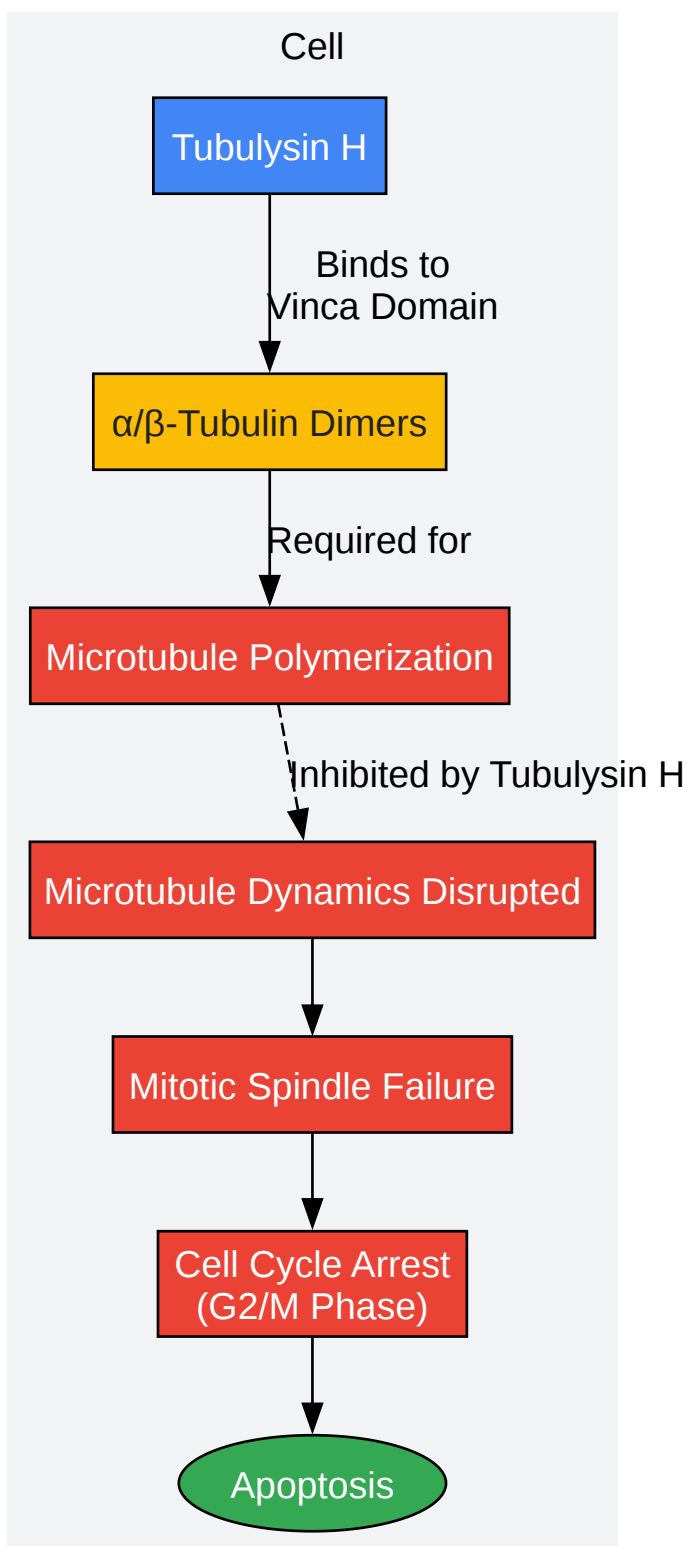 Cell
Tubulysin H
Binds to
Vinca Domain
α/β-Tubulin Dimers
Required for
Microtubule Polymerization
Inhibited by Tubulysin H
Microtubule Dynamics Disrupted
Mitotic Spindle Failure
Cell Cycle Arrest
(G2/M Phase)
Apoptosis